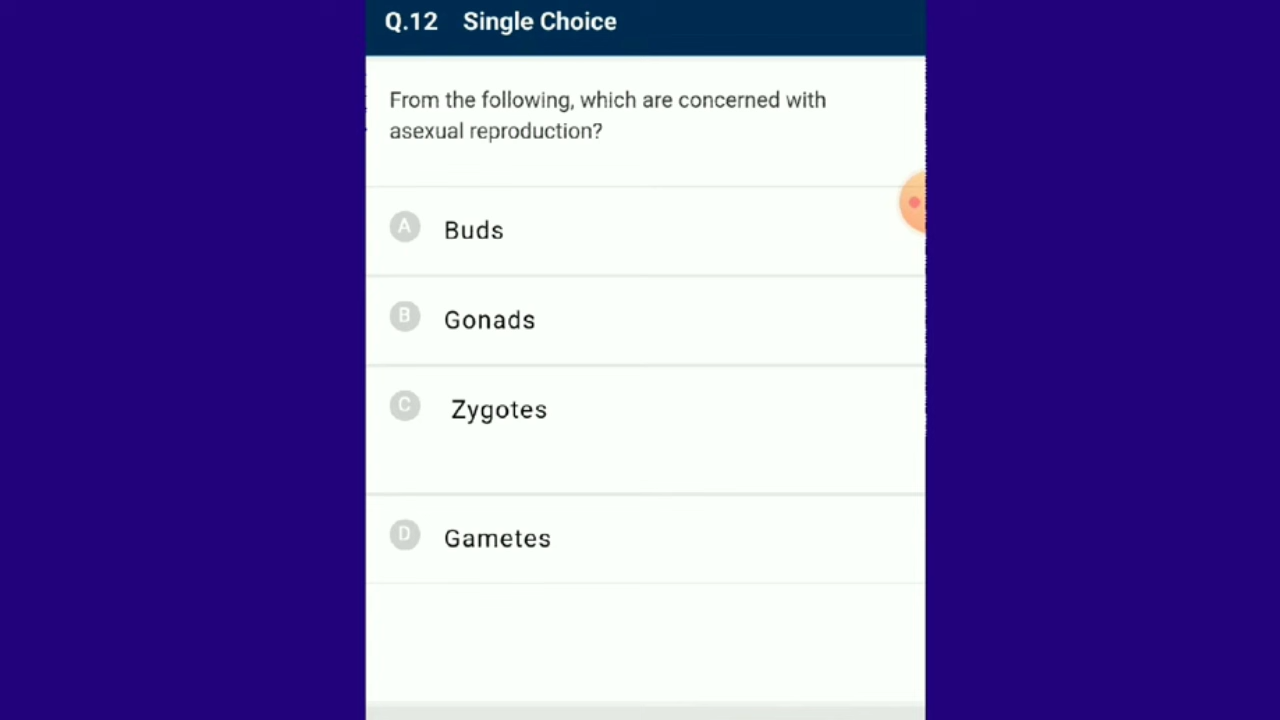 Q.12 Single Choice
From the following, which are concerned with
asexual reproduction?
A Buds
B Gonads
C Zygotes
D Gametes